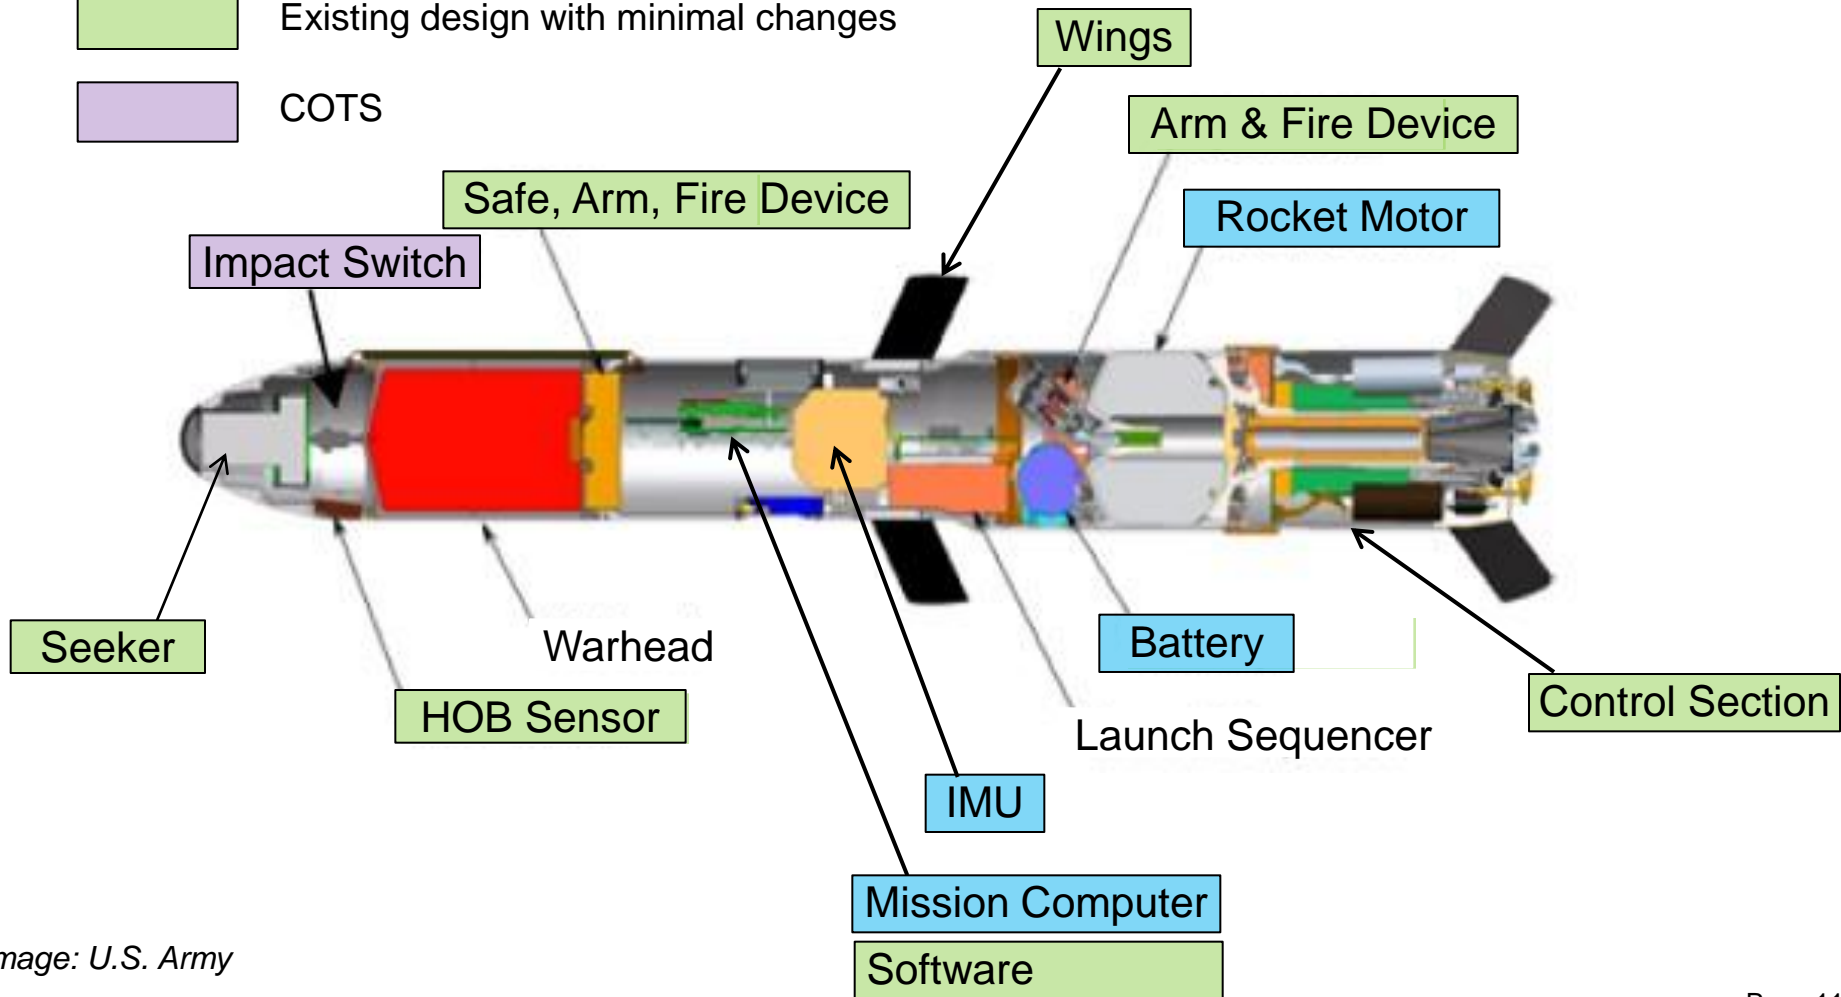 Existing design with minimal changes
Wings
COTS
Arm & Fire Device
Safe, Arm, Fire Device
Rocket Motor
Impact Switch
Seeker
Warhead
Battery
HOB Sensor
Control Section
Launch Sequencer
IMU
Mission Computer
Software
mage: U.S. Army